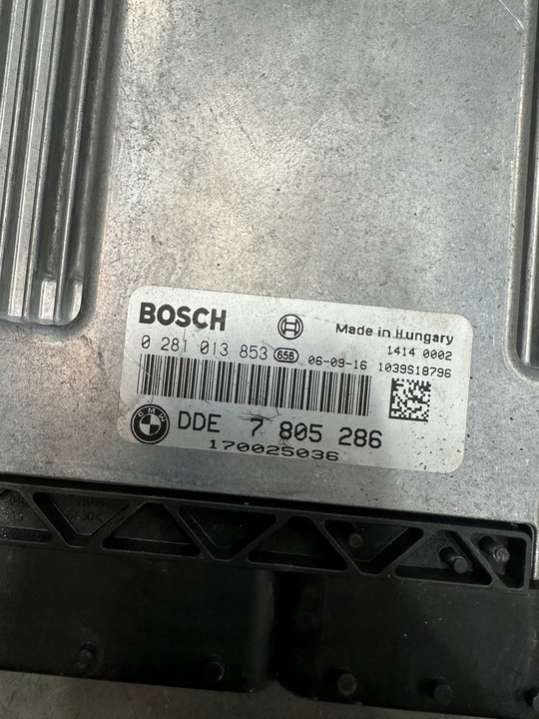 BOSCH
Made in Hungary
1414 0002
0 281 013 853 656 06-09-16 1039S18796
BMW
DDE 7 805 286
170025036